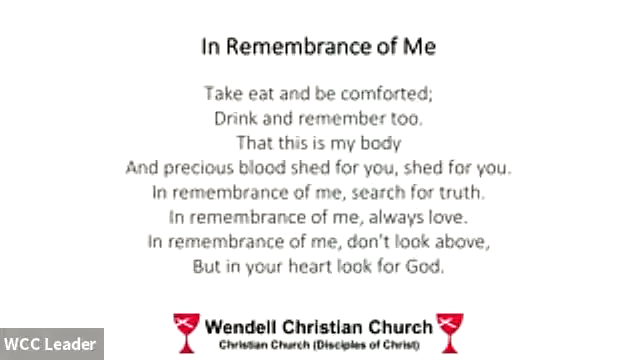 In Remembrance of Me
Take eat and be comforted;
Drink and remember too.
That this is my body
And precious blood shed for you, shed for you.
In remembrance of me, search for truth.
In remembrance of me, always love.
In remembrance of me, don't look above,
But in your heart look for God.
Wendell Christian Church
Christian Church (Disciples of Christ)
WCC Leader